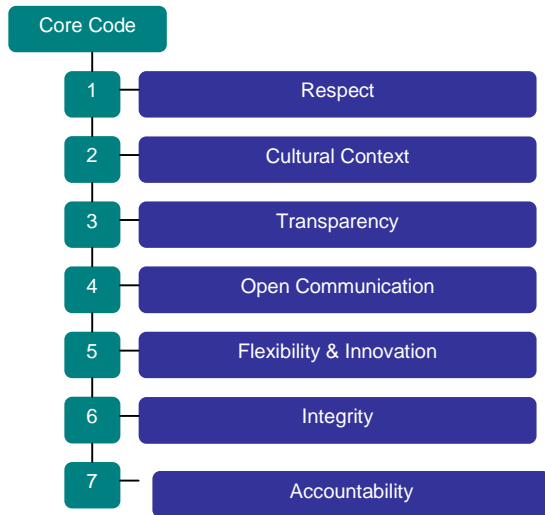 Core Code
1 Respect
2 Cultural Context
3 Transparency
4 Open Communication
5 Flexibility & Innovation
6 Integrity
7 Accountability